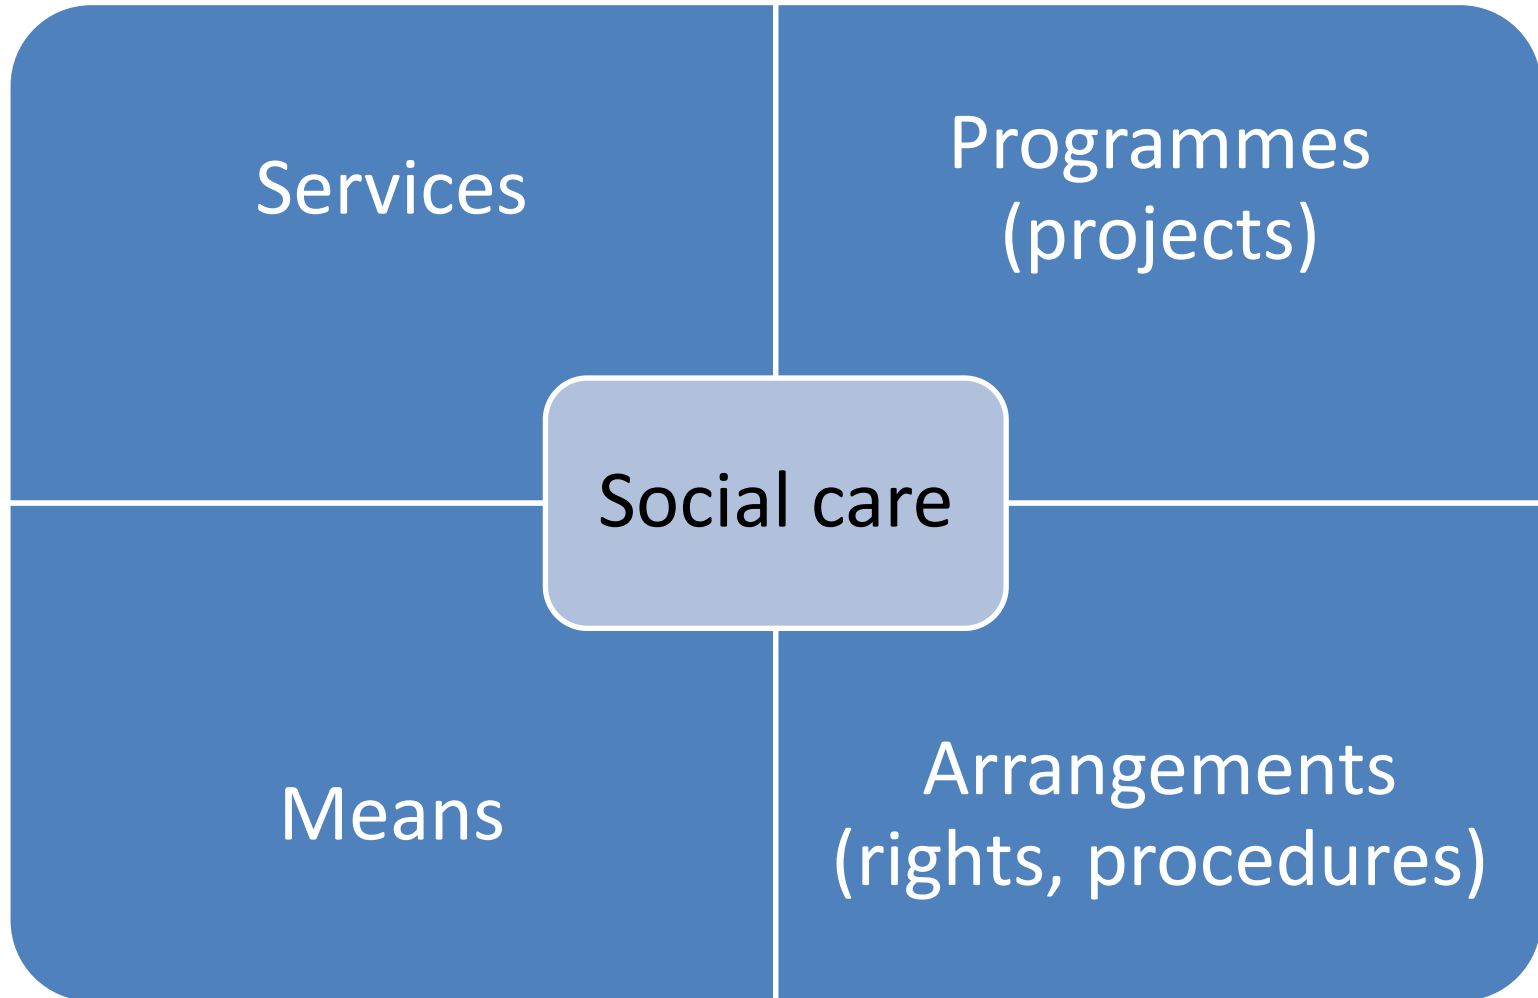 Services
Programmes
(projects)
Social care
Means
Arrangements
(rights, procedures)